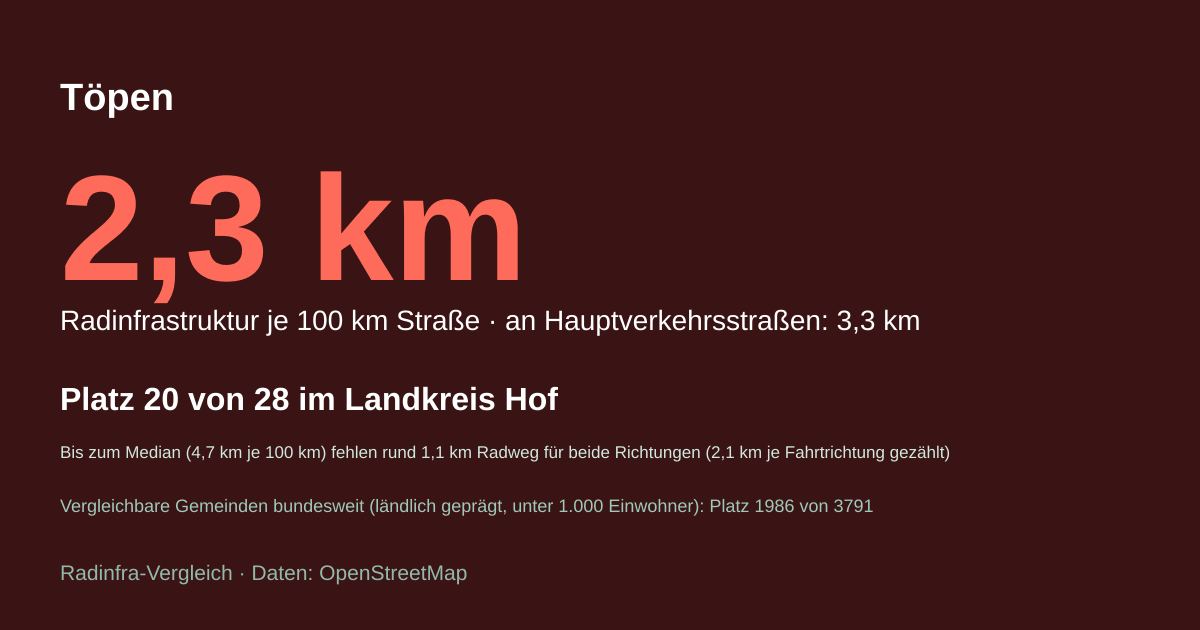 Töpen
2,3 km
Radinfrastruktur je 100 km Straße · an Hauptverkehrsstraßen: 3,3 km
Platz 20 von 28 im Landkreis Hof
Bis zum Median (4,7 km je 100 km) fehlen rund 1,1 km Radweg für beide Richtungen (2,1 km je Fahrtrichtung gezählt)
Vergleichbare Gemeinden bundesweit (ländlich geprägt, unter 1.000 Einwohner): Platz 1986 von 3791
Radinfra-Vergleich · Daten: OpenStreetMap